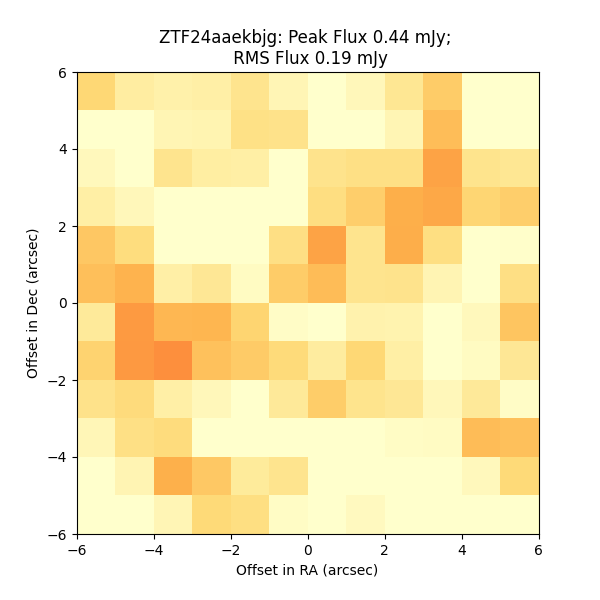 ZTF24aaekbjg: Peak Flux 0.44 mJy;
RMS Flux 0.19 mJy
6
4
2
0
−2
−4
−6
Offset in Dec (arcsec)
−6 −4 −2 0 2 4 6
Offset in RA (arcsec)